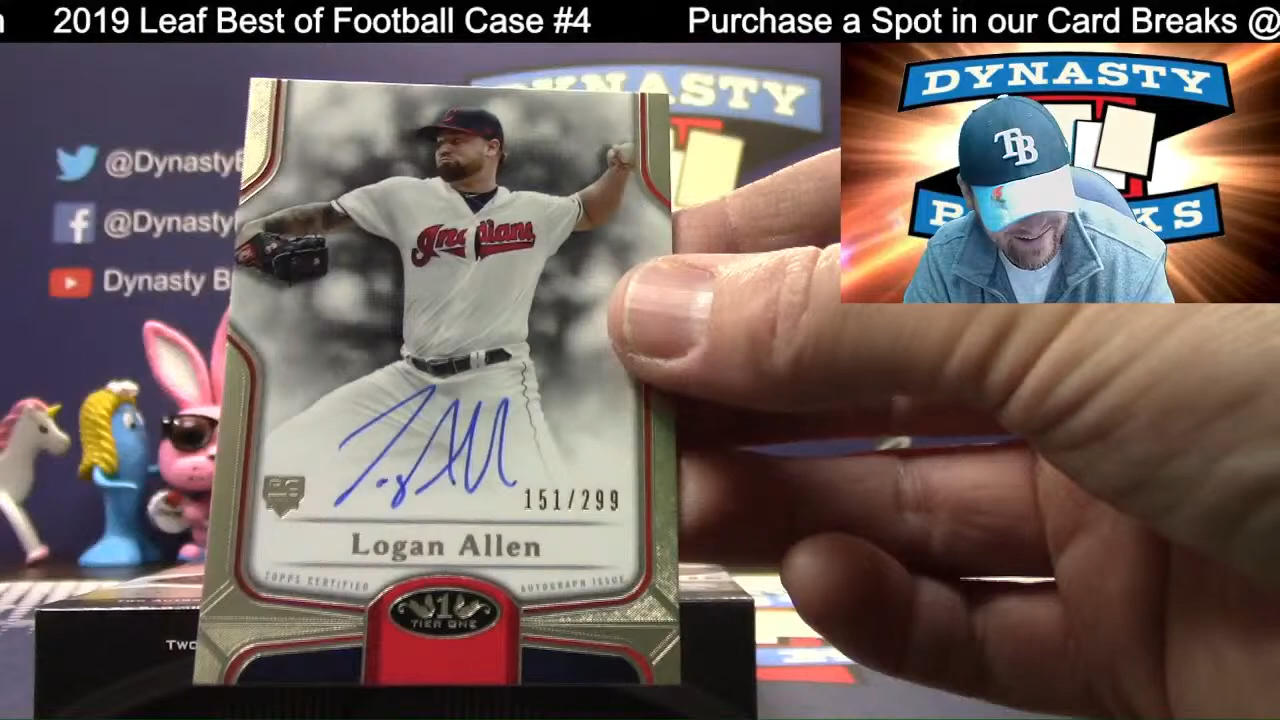 2019 Leaf Best of Football Case #4 Purchase a Spot in our Card Breaks @
DYNASTY
TB
@Dynasty
@Dynasty
Dynasty B
Indians
151/299
Logan Allen
TOPPS CERTIFIED AUTOGRAPH ISSUE
1
TIER ONE
TWO